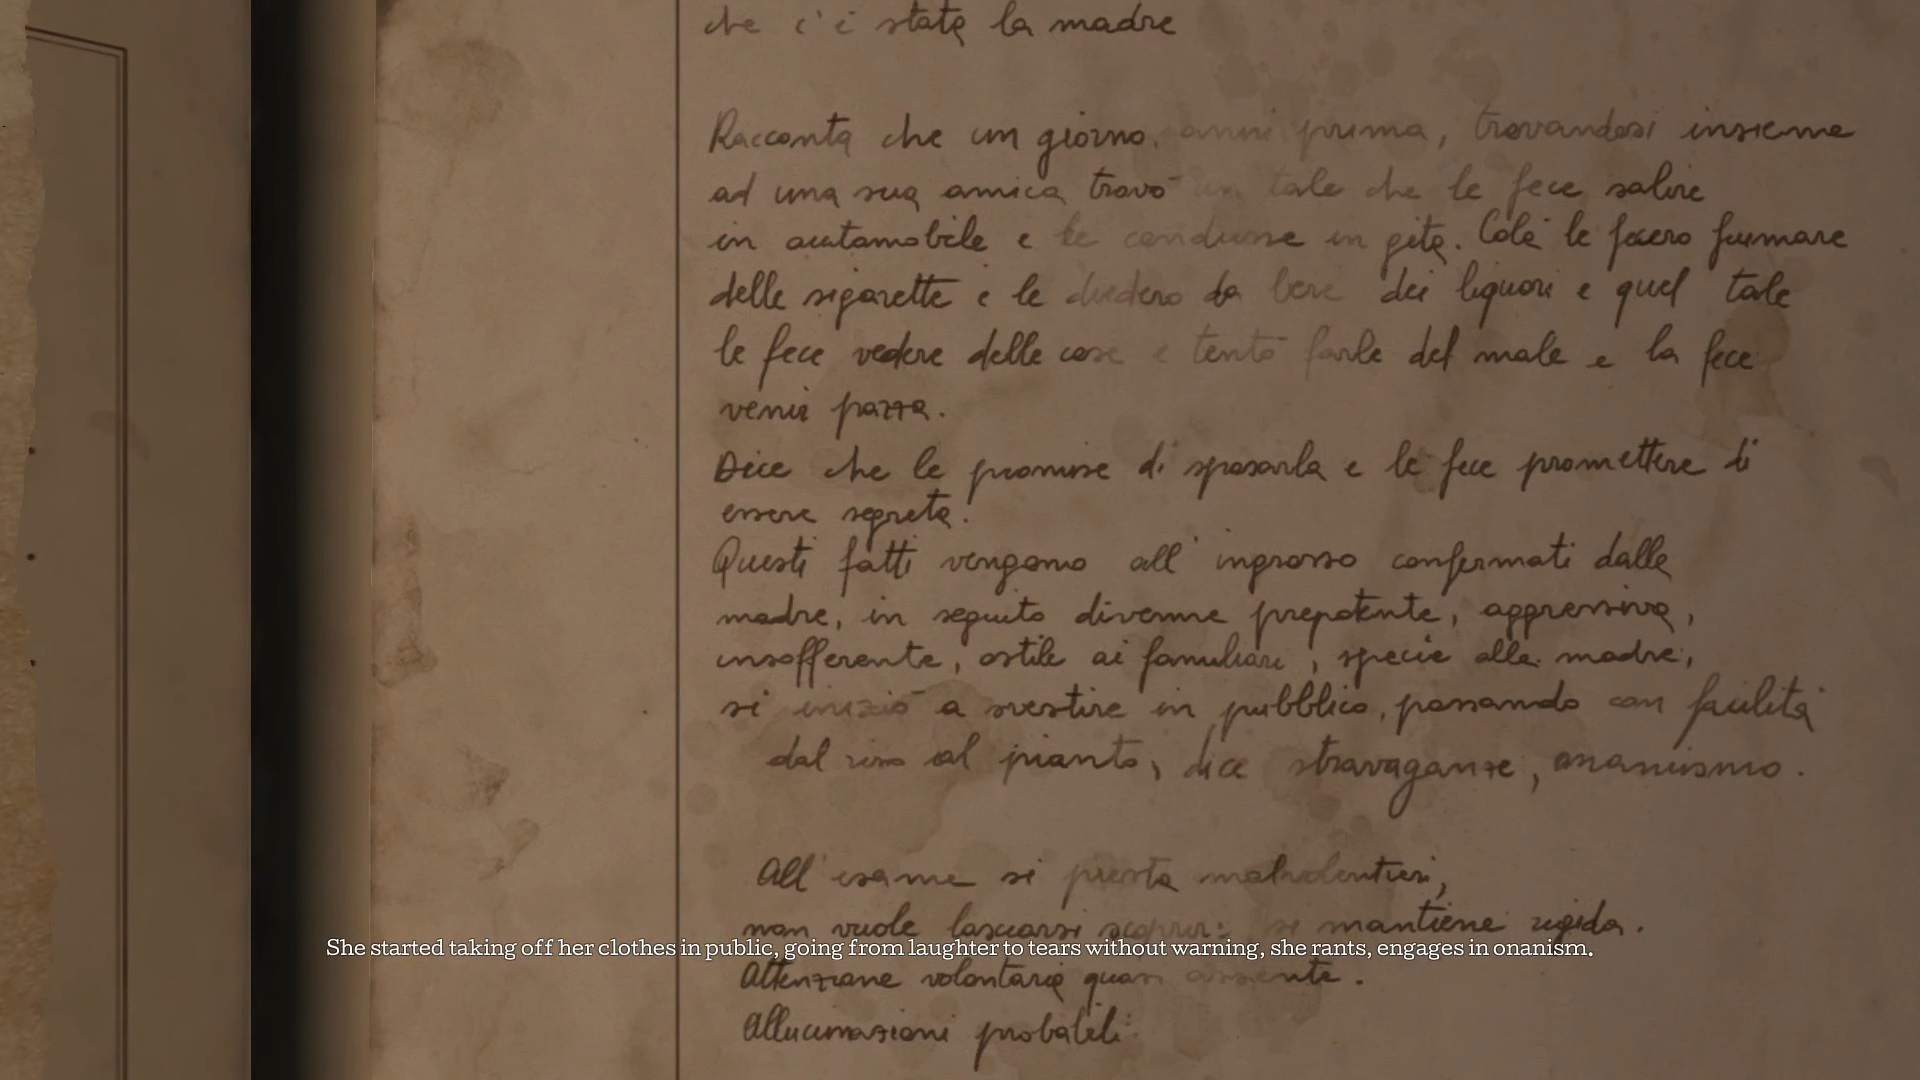 che c'è stata la madre
Racconta che un giorno, anni prima, trovandosi insieme
ad una sua amica trovò un tale che le fece salire
in automobile e le condusse in gita. Colà le fecero fumare
delle sigarette e le diedero da bere dei liquori e quel tale
le fece vedere delle cose e tentò farle del male e la fece
venir pazza.
Dice che le promise di sposarla e le fece promettere di
essere segreta.
Questi fatti vengono all'ingrosso confermati dalla
madre, in seguito divenne prepotente, aggressiva,
insofferente, ostile ai famigliari, specie alla madre,
si iniziò a svestire in pubblico, passando con facilità
dal riso al pianto, dice stravaganze, onanismo.
All'esame si presta malvolentieri,
non vuole lasciarsi scoprir: si mantiene rigida.
She started taking off her clothes in public, going from laughter to tears without warning, she rants, engages in onanism.
Attenzione volontaria quasi assente.
Allucinazioni probabili